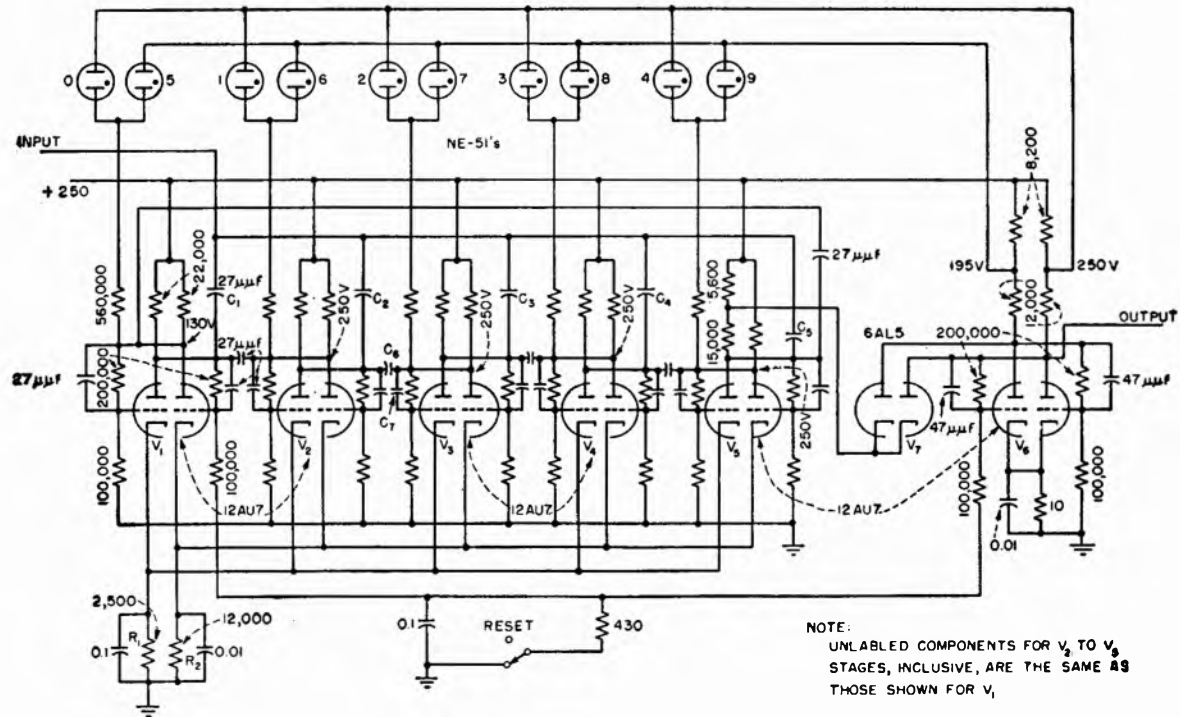 0
5
1
6
2
7
3
8
4
9
INPUT
NE-51's
8,200
+250
27μμF
195V
250V
560,000
22,000
27μμF
C₁
C₂
C₃
C₄
5,600
C₅
12,000
OUTPUT
130V
250V
250V
250V
27μμF
C₆
15,000
6AL5
200,000
27μμF
200,000
C₇
47μμF
47μμF
250V
V₁
V₂
V₃
V₄
V₅
V₇
V₆
100,000
100,000
12AU7
12AU7
12AU7
100,000
100,000
10
0.01
2,500
12,000
0.1
R₁
R₂
0.01
0.1
RESET
430
NOTE:
UNLABLED COMPONENTS FOR V₂ TO V₅
STAGES, INCLUSIVE, ARE THE SAME AS
THOSE SHOWN FOR V₁